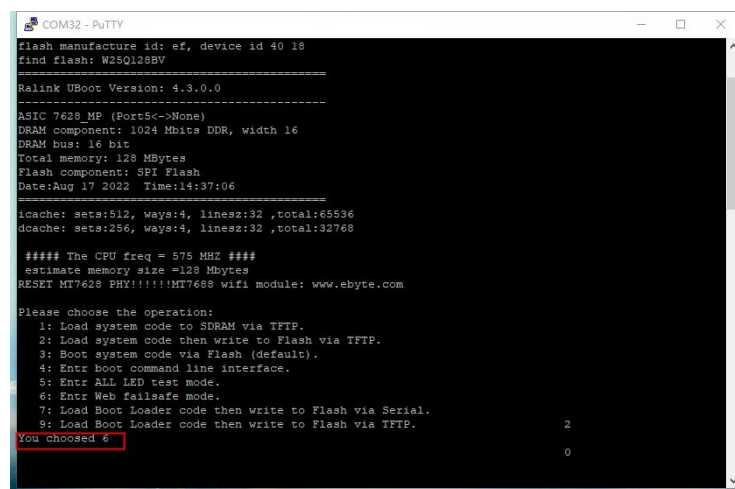 COM32 - PuTTY
flash manufacture id: ef, device id 40 18
find flash: W25Q128BV
============================================
Ralink UBoot Version: 4.3.0.0
--------------------------------------------
ASIC 7628_MP (Port5<->None)
DRAM component: 1024 Mbits DDR, width 16
DRAM bus: 16 bit
Total memory: 128 MBytes
Flash component: SPI Flash
Date:Aug 17 2022  Time:14:37:06
============================================
icache: sets:512, ways:4, linesz:32 ,total:65536
dcache: sets:256, ways:4, linesz:32 ,total:32768
##### The CPU freq = 575 MHZ ####
estimate memory size =128 Mbytes
RESET MT7628 PHY!!!!!!MT7688 wifi module: www.ebyte.com
Please choose the operation:
1: Load system code to SDRAM via TFTP.
2: Load system code then write to Flash via TFTP.
3: Boot system code via Flash (default).
4: Entr boot command line interface.
5: Entr ALL LED test mode.
6: Entr Web failsafe mode.
7: Load Boot Loader code then write to Flash via Serial.
9: Load Boot Loader code then write to Flash via TFTP. 2
You choosed 6
0